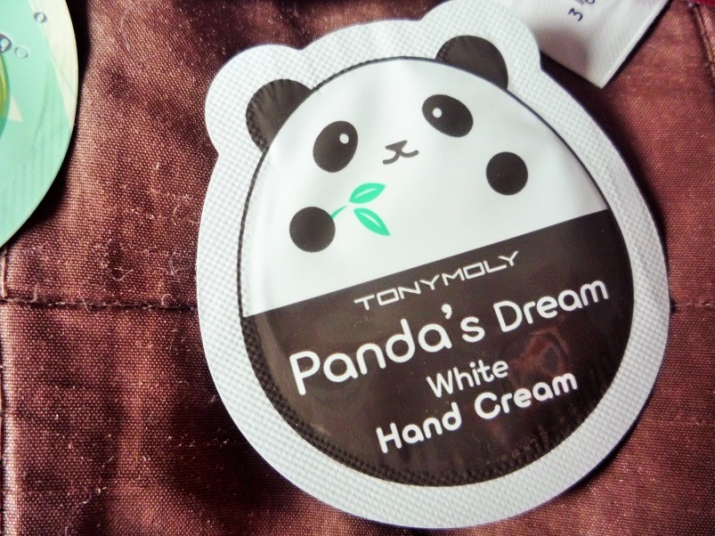 TONYMOLY
Panda's Dream
White
Hand Cream